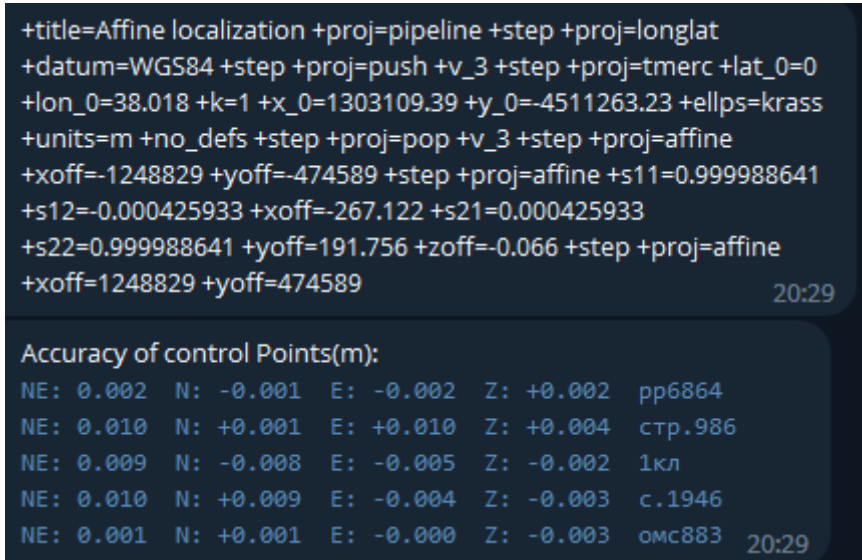 +title=Affine localization +proj=pipeline +step +proj=longlat
+datum=WGS84 +step +proj=push +v_3 +step +proj=tmerc +lat_0=0
+lon_0=38.018 +k=1 +x_0=1303109.39 +y_0=-4511263.23 +ellps=krass
+units=m +no_defs +step +proj=pop +v_3 +step +proj=affine
+xoff=-1248829 +yoff=-474589 +step +proj=affine +s11=0.999988641
+s12=-0.000425933 +xoff=-267.122 +s21=0.000425933
+s22=0.999988641 +yoff=191.756 +zoff=-0.066 +step +proj=affine
+xoff=1248829 +yoff=474589
20:29
Accuracy of control Points(m):
NE: 0.002 N: -0.001 E: -0.002 Z: +0.002 рр6864
NE: 0.010 N: +0.001 E: +0.010 Z: +0.004 стр.986
NE: 0.009 N: -0.008 E: -0.005 Z: -0.002 1кл
NE: 0.010 N: +0.009 E: -0.004 Z: -0.003 с.1946
NE: 0.001 N: +0.001 E: -0.000 Z: -0.003 омс883
20:29